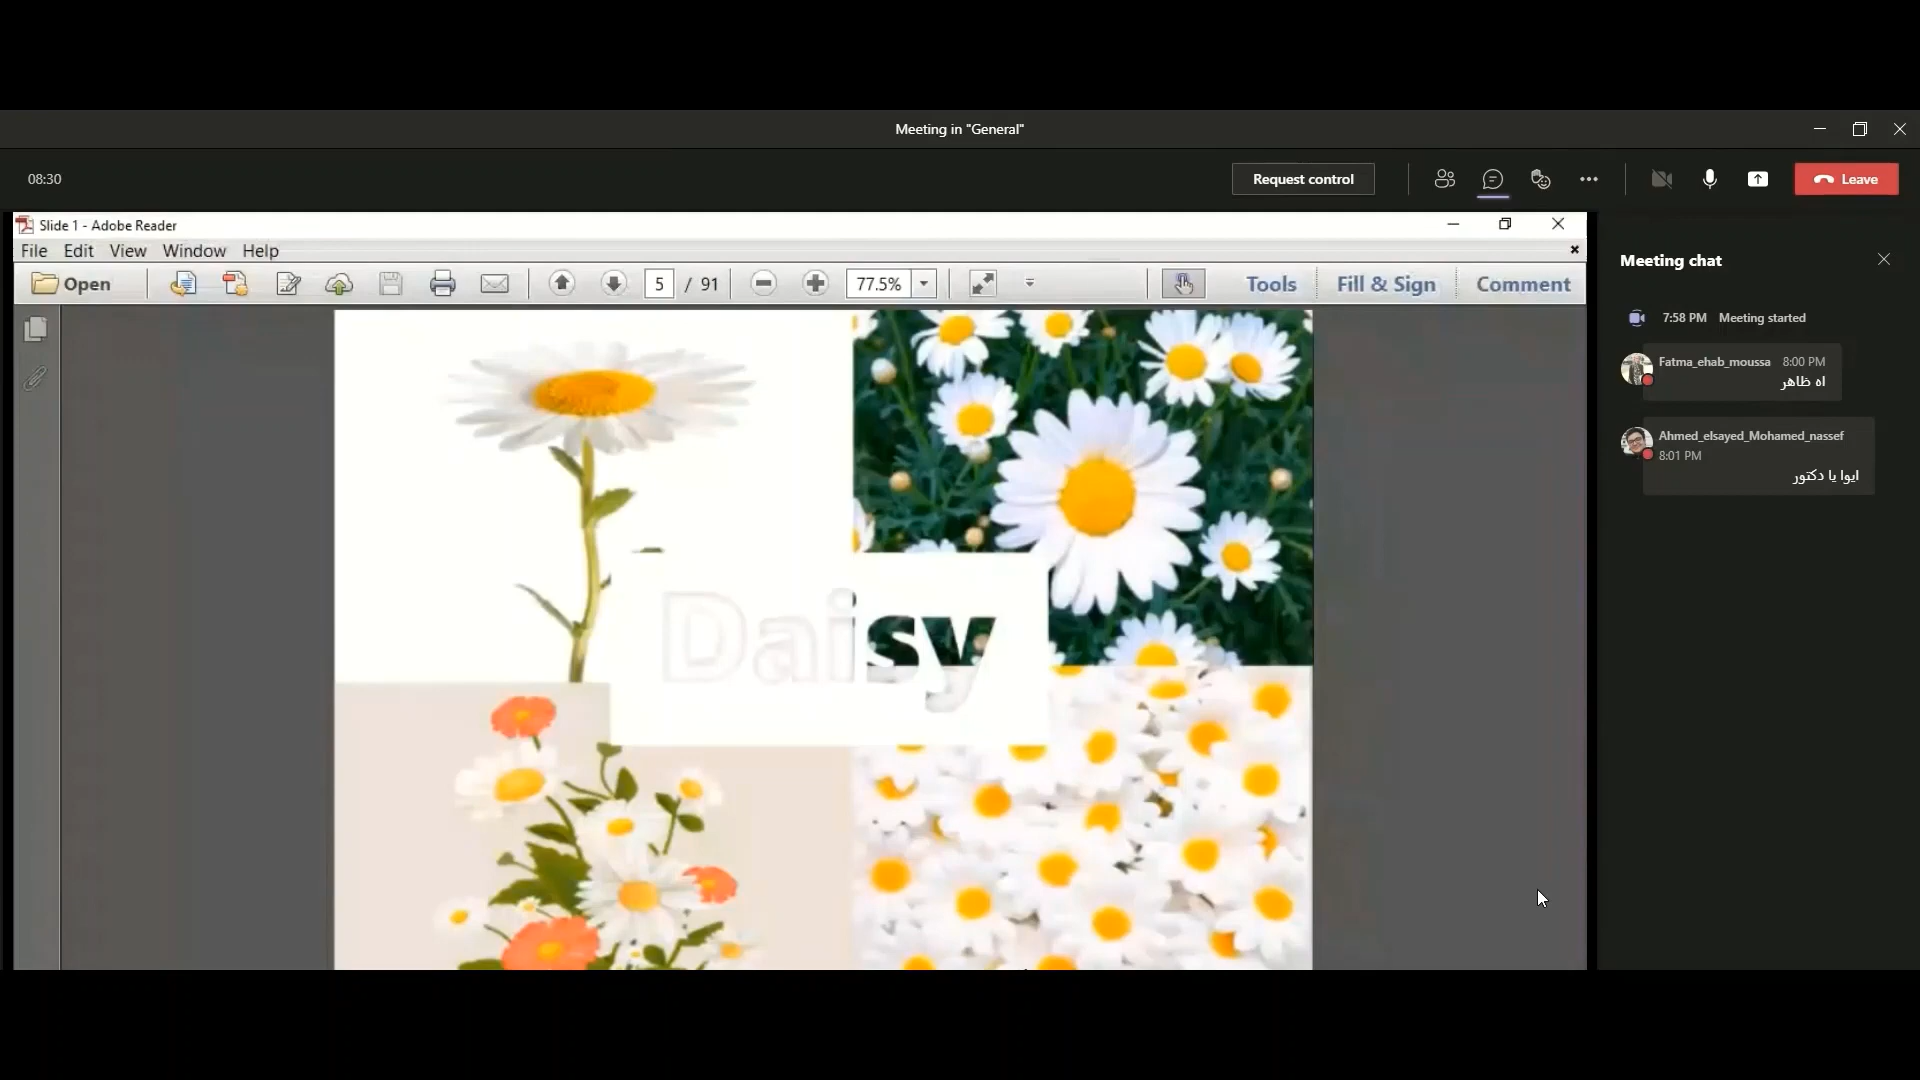 Meeting in "General"
08:30
Request control
Leave
Slide 1 - Adobe Reader
File Edit View Window Help
Open
5 / 91
77.5%
Tools
Fill & Sign
Comment
Daisy
Meeting chat
7:58 PM Meeting started
Fatma_ehab_moussa 8:00 PM
اه ظاهر
Ahmed_elsayed_Mohamed_nassef
8:01 PM
ايوا يا دكتور